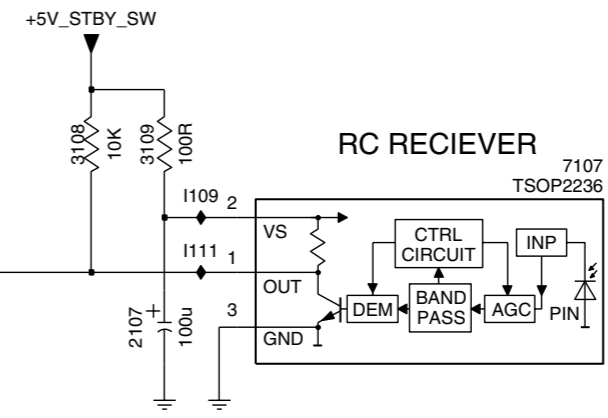 +5V_STBY_SW
3108
10K
3109
100R
RC RECIEVER
7107
TSOP2236
I109
2
VS
I111
1
OUT
3
GND
2107
+
100u
CTRL
CIRCUIT
INP
DEM
BAND
PASS
AGC
PIN